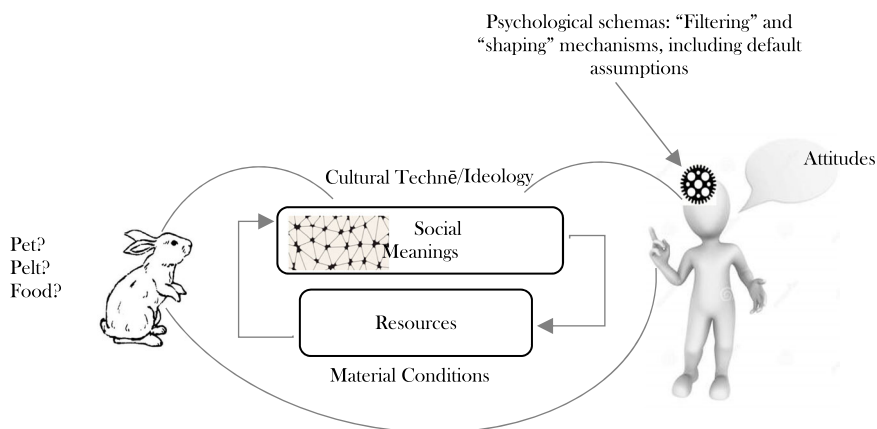 Psychological schemas: “Filtering” and
“shaping” mechanisms, including default
assumptions
Attitudes
Cultural Technē/Ideology
Social
Meanings
Pet?
Pelt?
Food?
Resources
Material Conditions